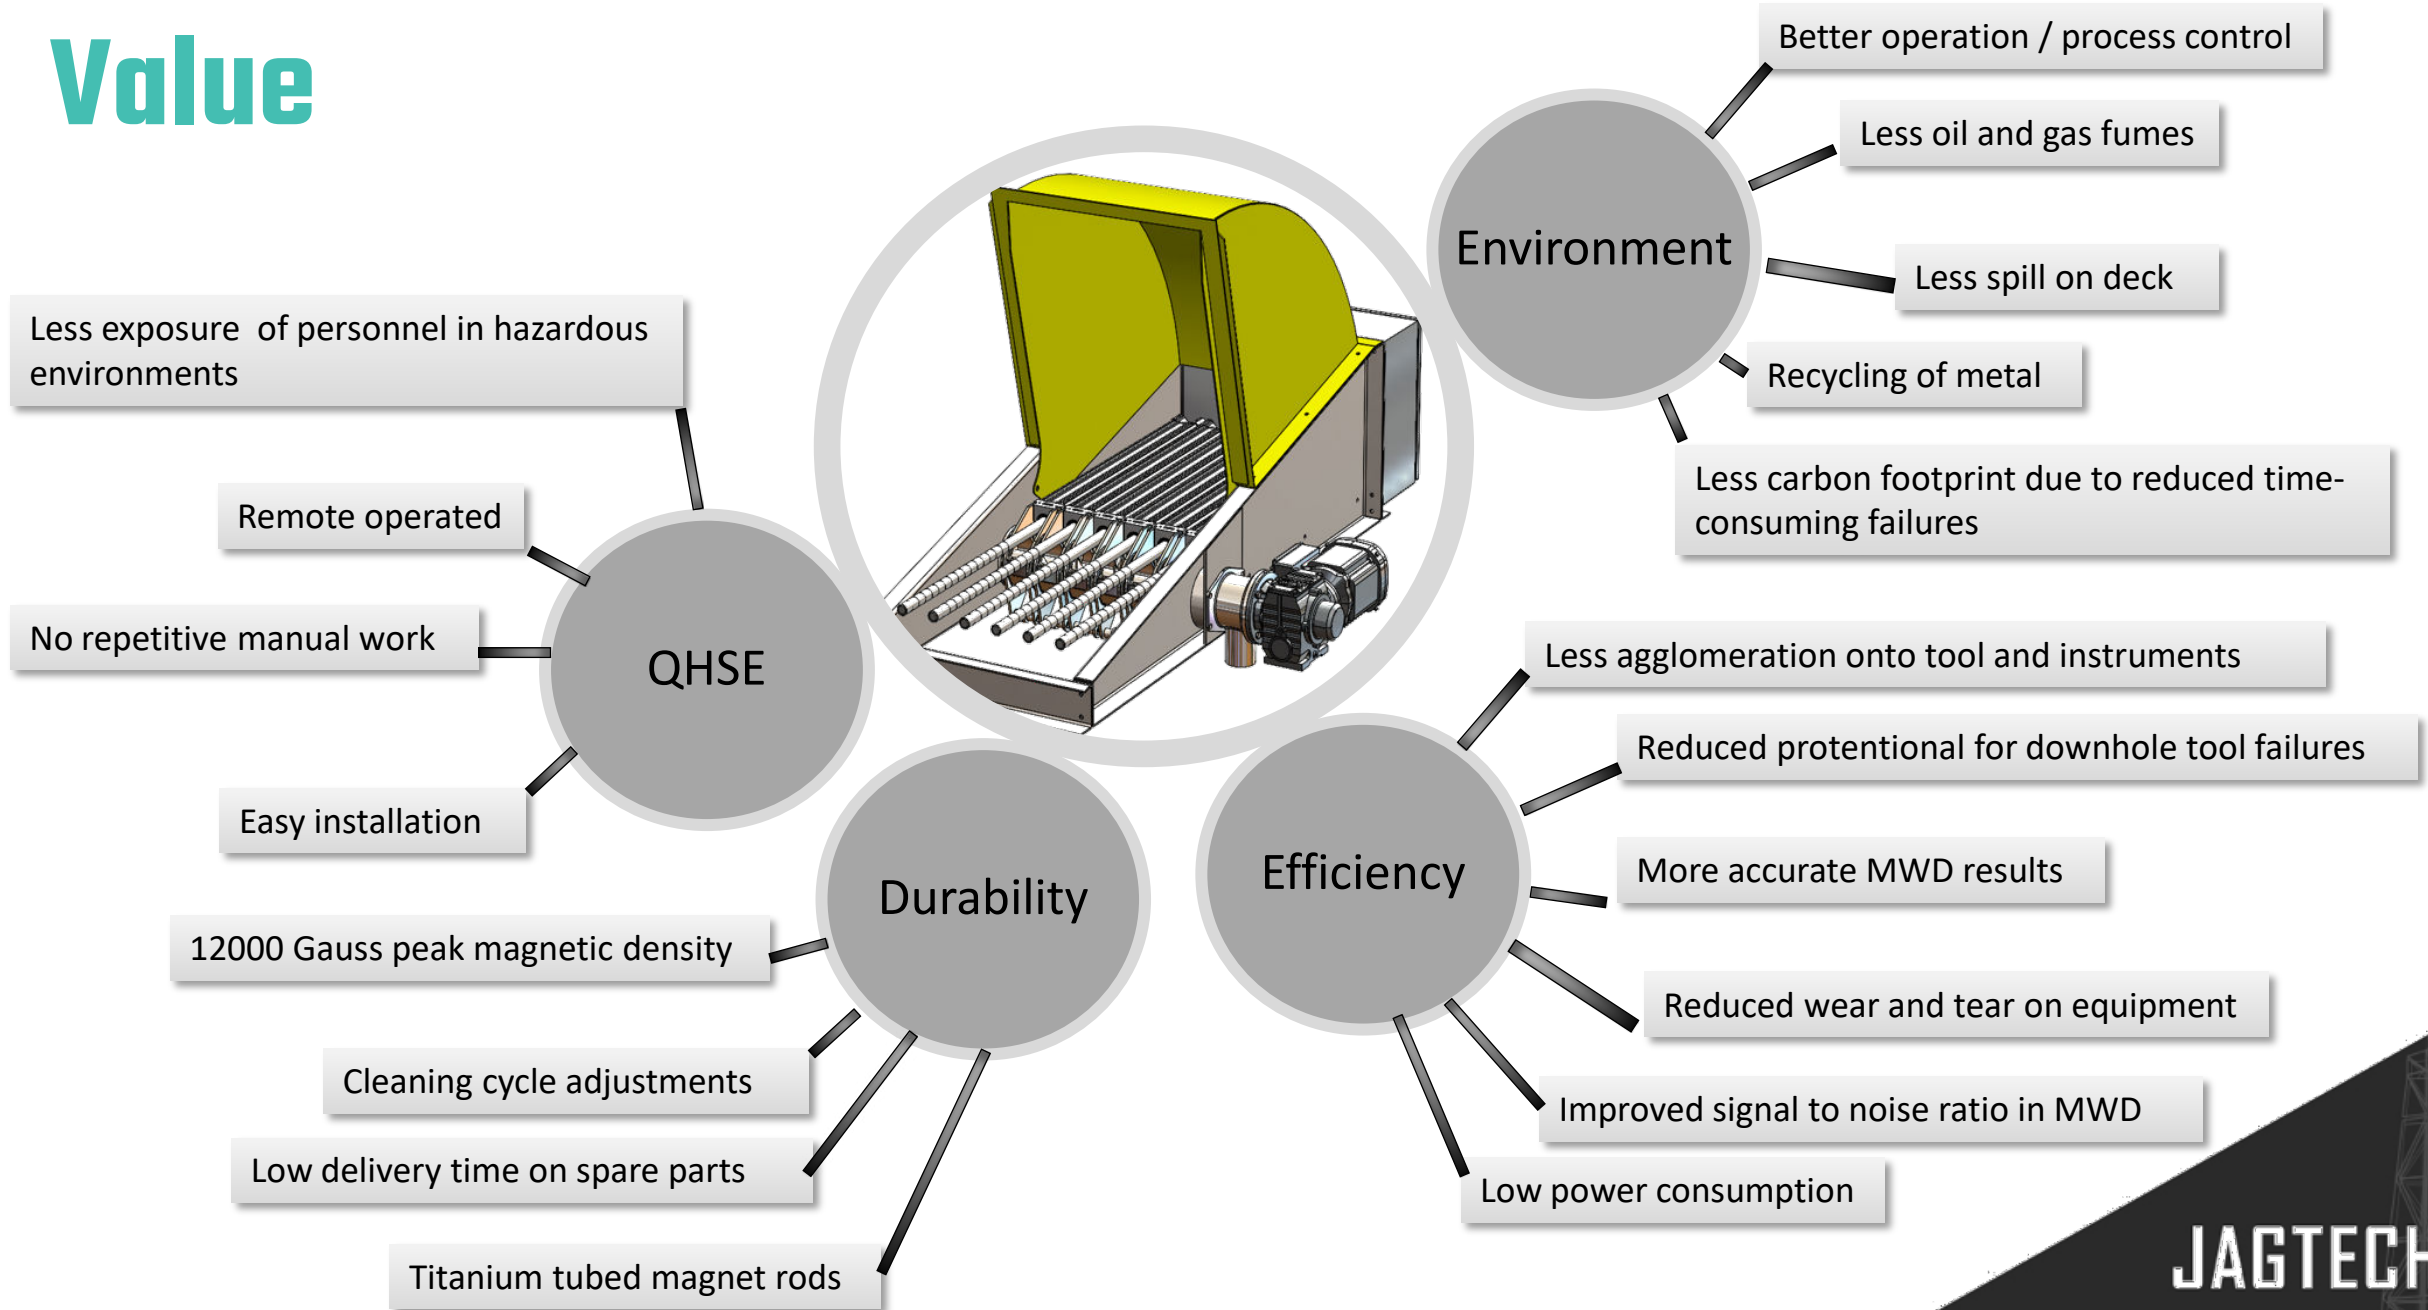 Value
Better operation / process control
Less oil and gas fumes
Environment
Less spill on deck
Recycling of metal
Less carbon footprint due to reduced time-
consuming failures
Less exposure  of personnel in hazardous
environments
Remote operated
No repetitive manual work
QHSE
Easy installation
Durability
12000 Gauss peak magnetic density
Cleaning cycle adjustments
Low delivery time on spare parts
Titanium tubed magnet rods
Efficiency
Less agglomeration onto tool and instruments
Reduced protentional for downhole tool failures
More accurate MWD results
Reduced wear and tear on equipment
Improved signal to noise ratio in MWD
Low power consumption
JAGTECH